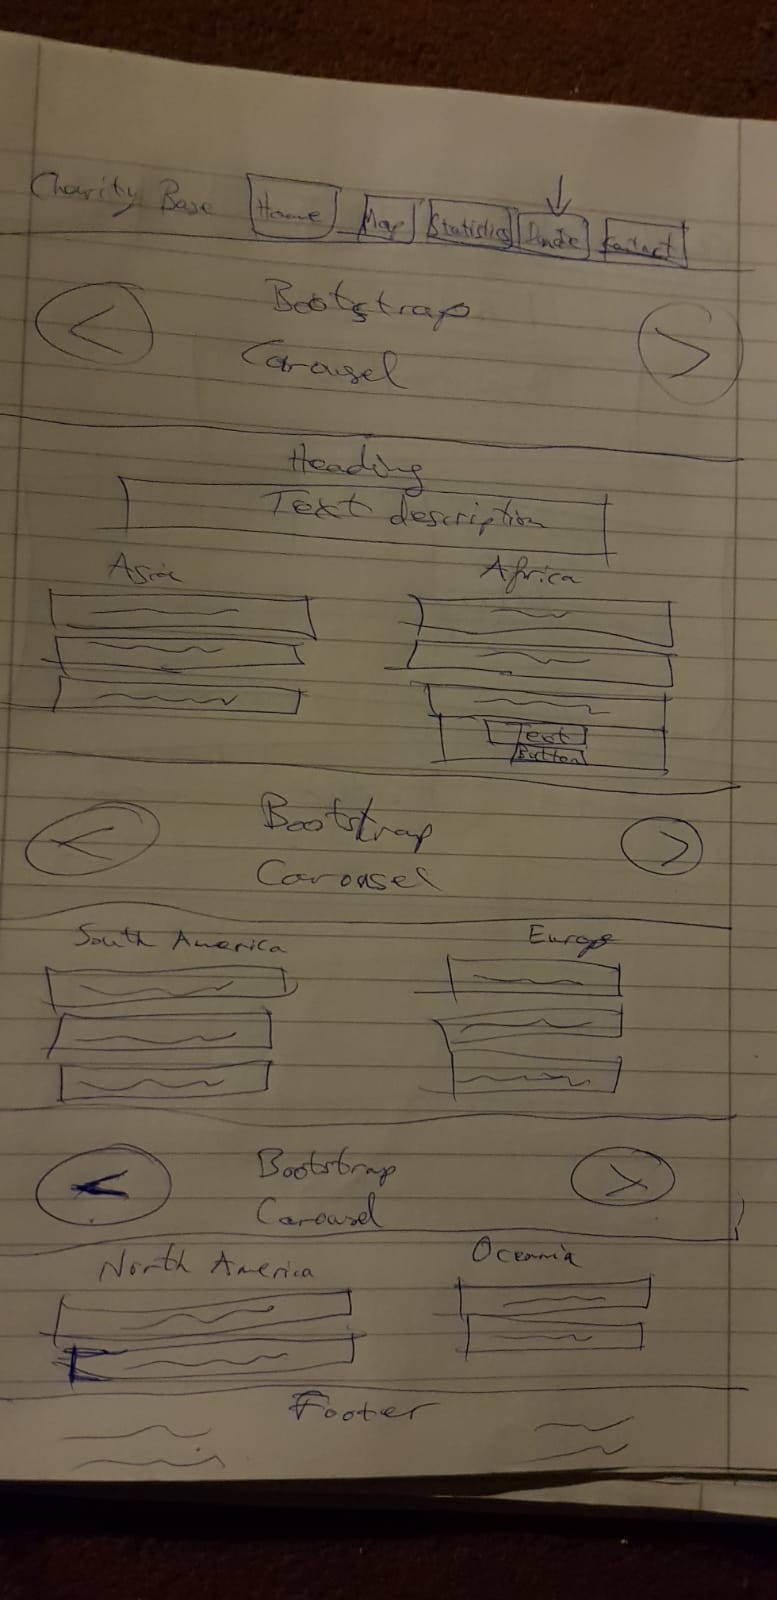 Charity Base Home Map Statistics Donate Contact
Bootstrap
Carousel
Heading
Text description
Asia Africa
Text
Button
Bootstrap
Carousel
South America Europe
Bootstrap
Carousel
North America Oceania
Footer